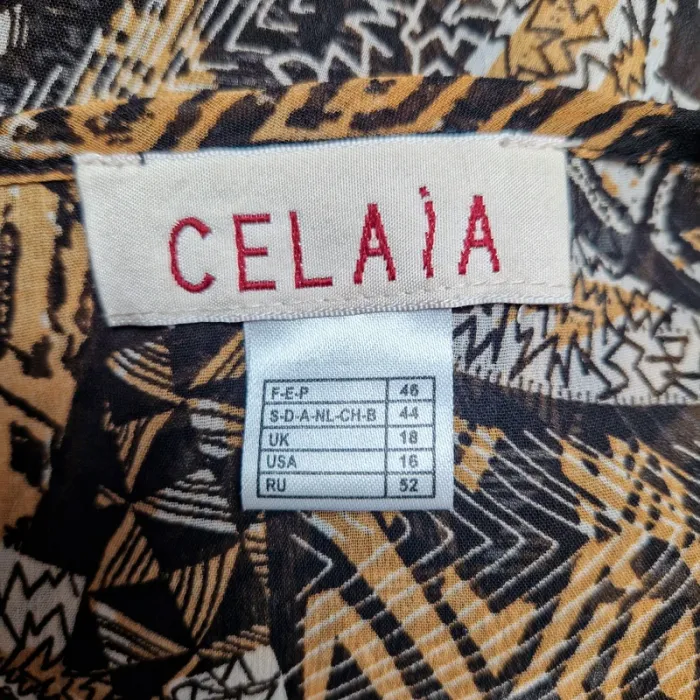 CELAÌA
F-E-P 46
S-D-A-NL-CH-B 44
UK 18
USA 16
RU 52